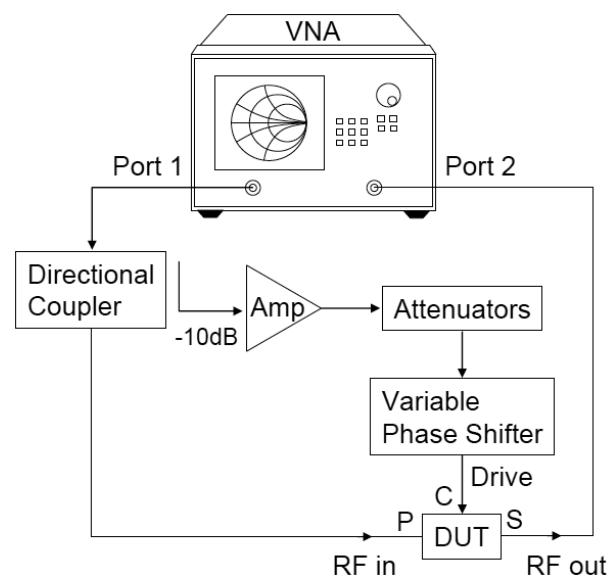 VNA
Port 1
Port 2
Directional
Coupler
-10dB
Amp
Attenuators
Variable
Phase Shifter
Drive
C
P
DUT
S
RF in
RF out